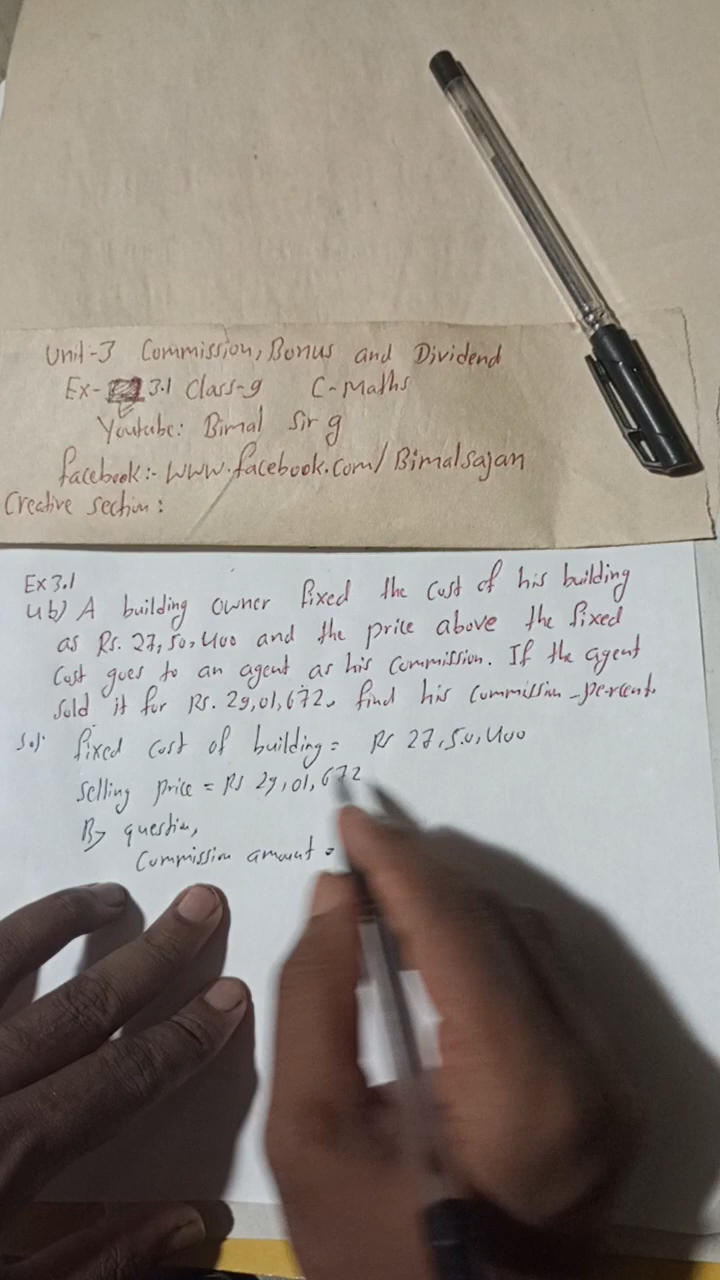 Unit-3 Commission, Bonus and Dividend
Ex- 3.1 Class-9 C-Maths
Youtube: Bimal Sir g
facebook:- www.facebook.com/Bimalsajan
Creative section:
Ex 3.1
4b) A building owner fixed the cost of his building
as Rs. 27,50,400 and the price above the fixed
cost goes to an agent as his commission. If the agent
sold it for Rs. 29,01,672, find his commission-percent.
Sol: fixed cost of building = Rs 27,50,400
Selling price = Rs 29,01,672
By question,
Commission amount =